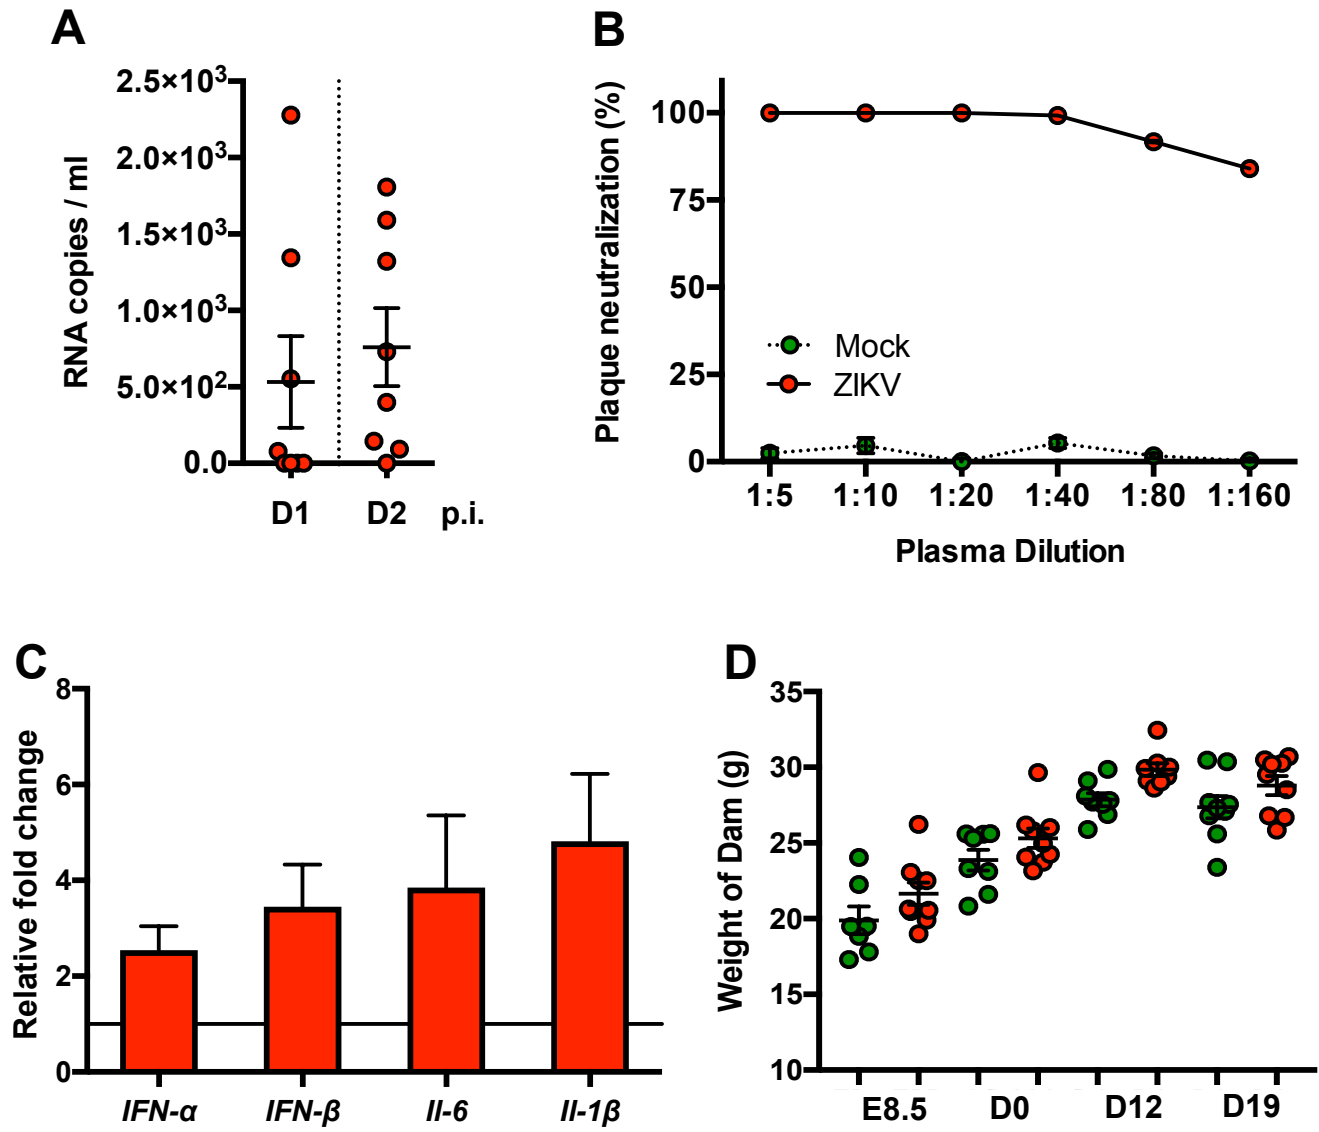 A
RNA copies / ml
2.5×10³
2.0×10³
1.5×10³
1.0×10³
5.0×10²
0.0
D1 D2 p.i.
B
Plaque neutralization (%)
100
75
50
25
0
Mock
ZIKV
1:5 1:10 1:20 1:40 1:80 1:160
Plasma Dilution
C
Relative fold change
8
6
4
2
0
IFN-α IFN-β Il-6 Il-1β
D
Weight of Dam (g)
35
30
25
20
15
10
E8.5 D0 D12 D19